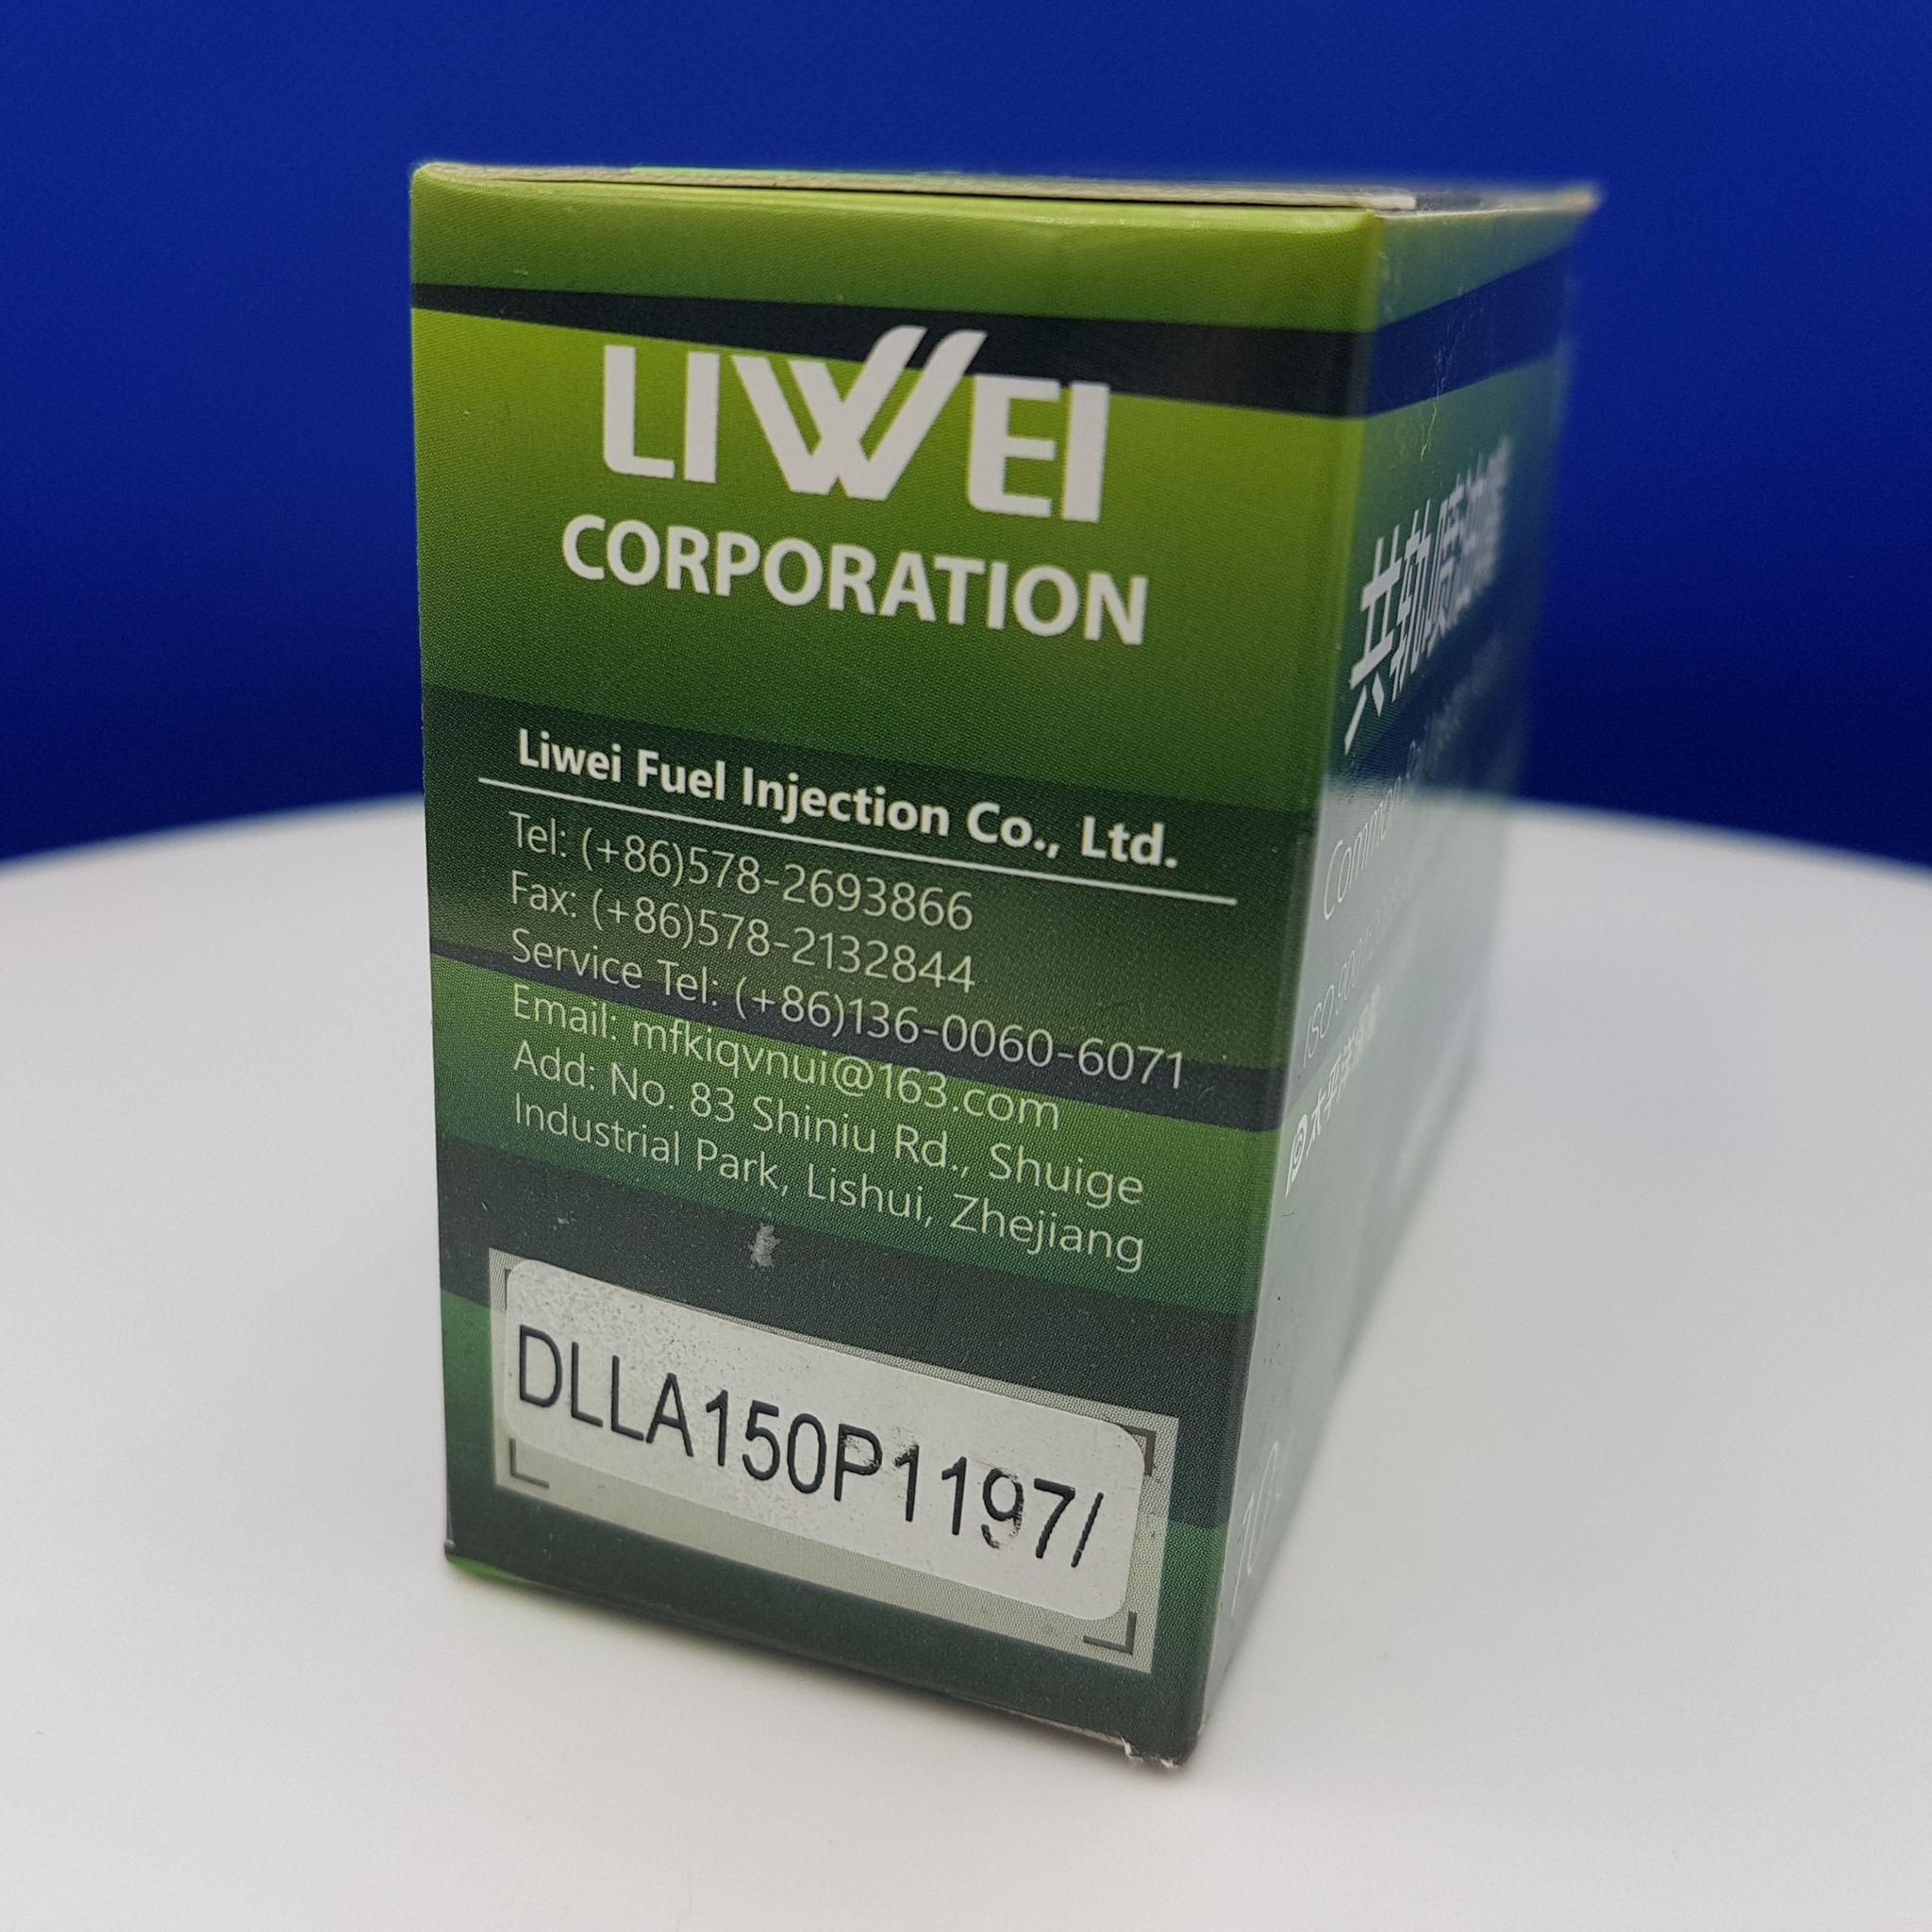 LIWEI
CORPORATION
Liwei Fuel Injection Co., Ltd.
Tel: (+86)578-2693866
Fax: (+86)578-2132844
Service Tel: (+86)136-0060-6071
Email: mfkiqvnui@163.com
Add: No. 83 Shiniu Rd., Shuige
Industrial Park, Lishui, Zhejiang
DLLA150P1197/
共轨喷油嘴
Common
ISO